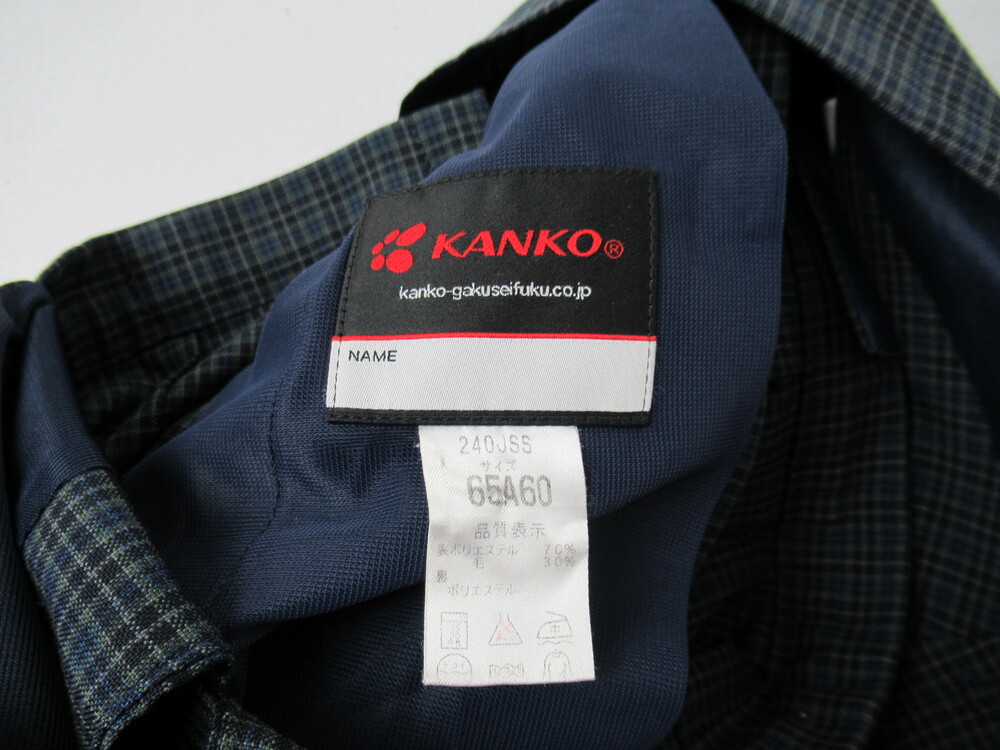 KANKO®
kanko-gakuseifuku.co.jp
NAME
240JSS
サイズ
65A60
品質表示
表ポリエステル 70%
毛 30%
裏
ポリエステル
中